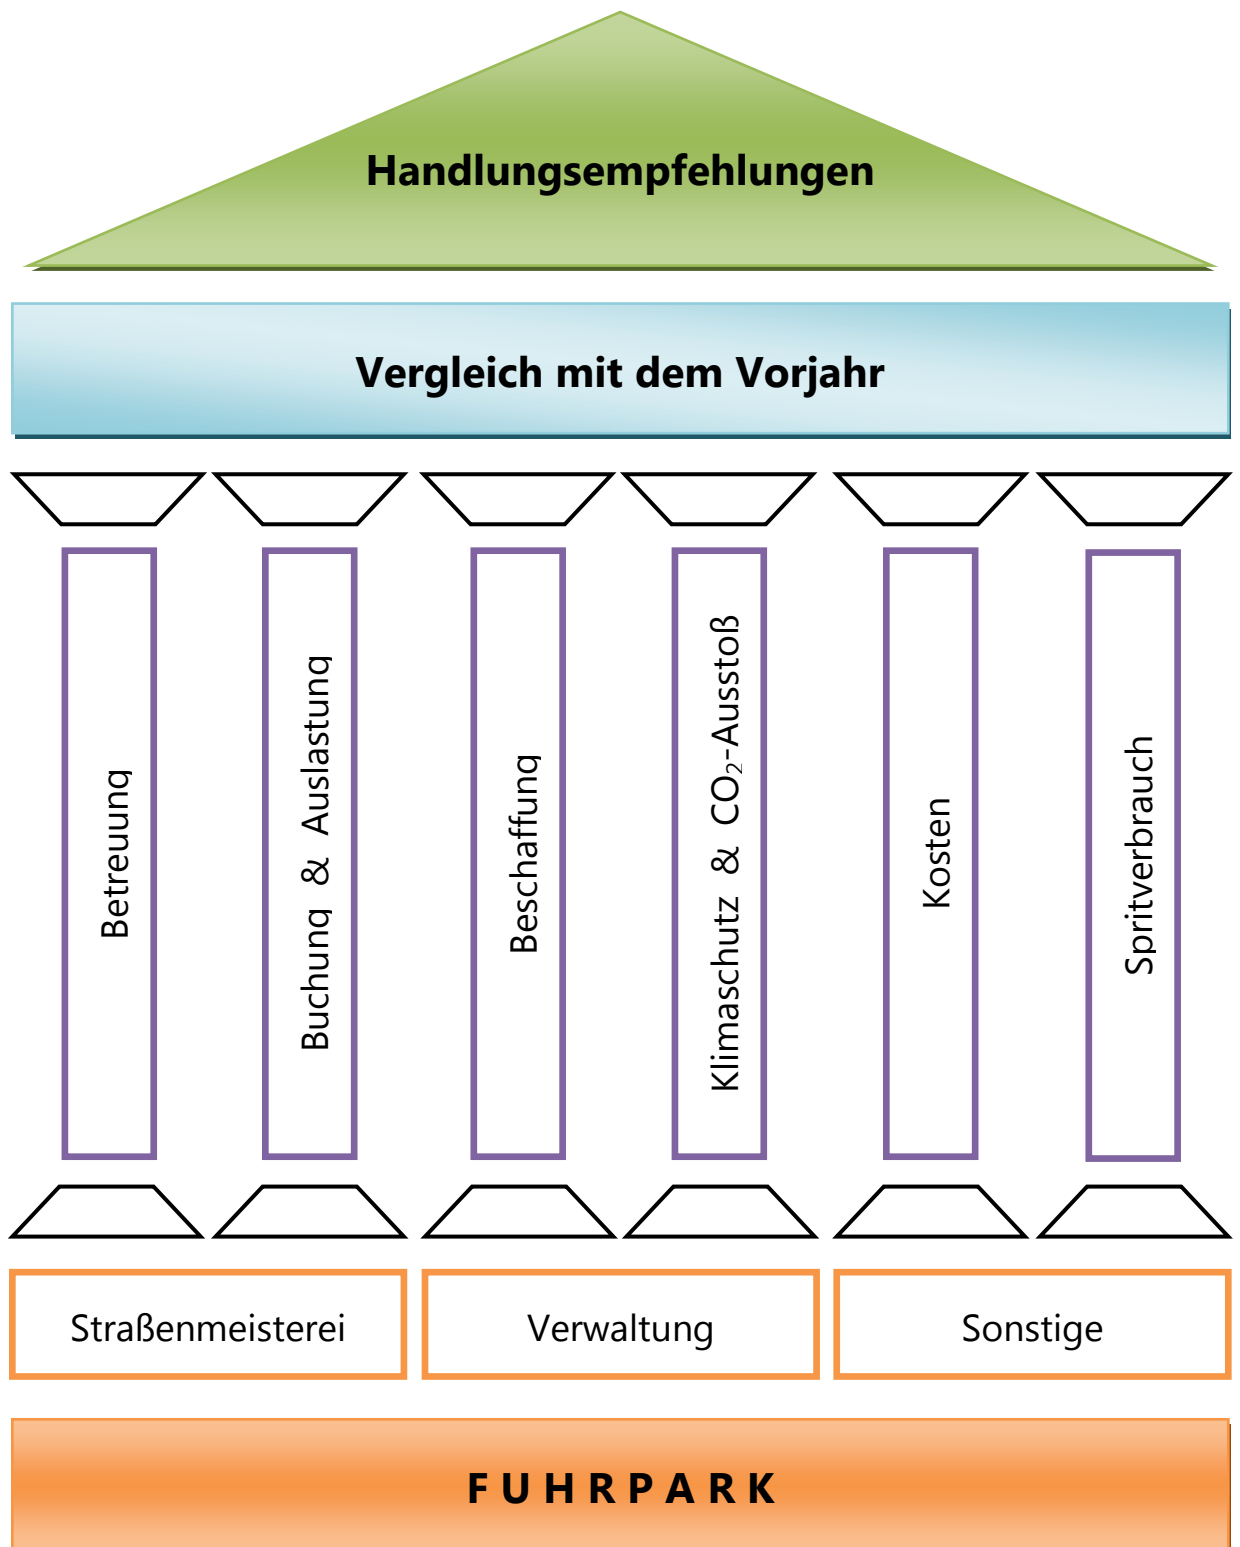 Handlungsempfehlungen
Vergleich mit dem Vorjahr
Betreuung
Buchung & Auslastung
Beschaffung
Klimaschutz & CO₂-Ausstoß
Kosten
Spritverbrauch
Straßenmeisterei
Verwaltung
Sonstige
FUHRPARK